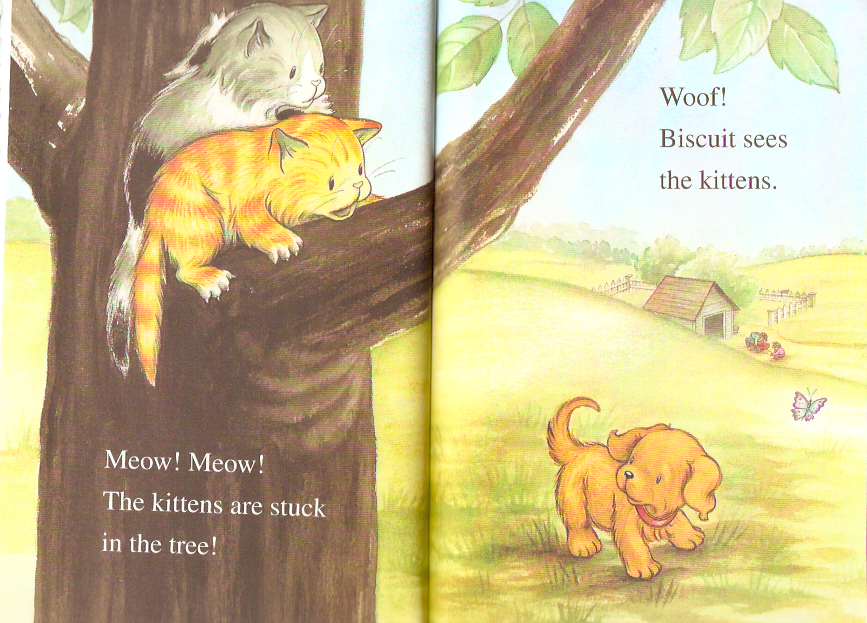 Meow! Meow!
The kittens are stuck
in the tree!
Woof!
Biscuit sees
the kittens.